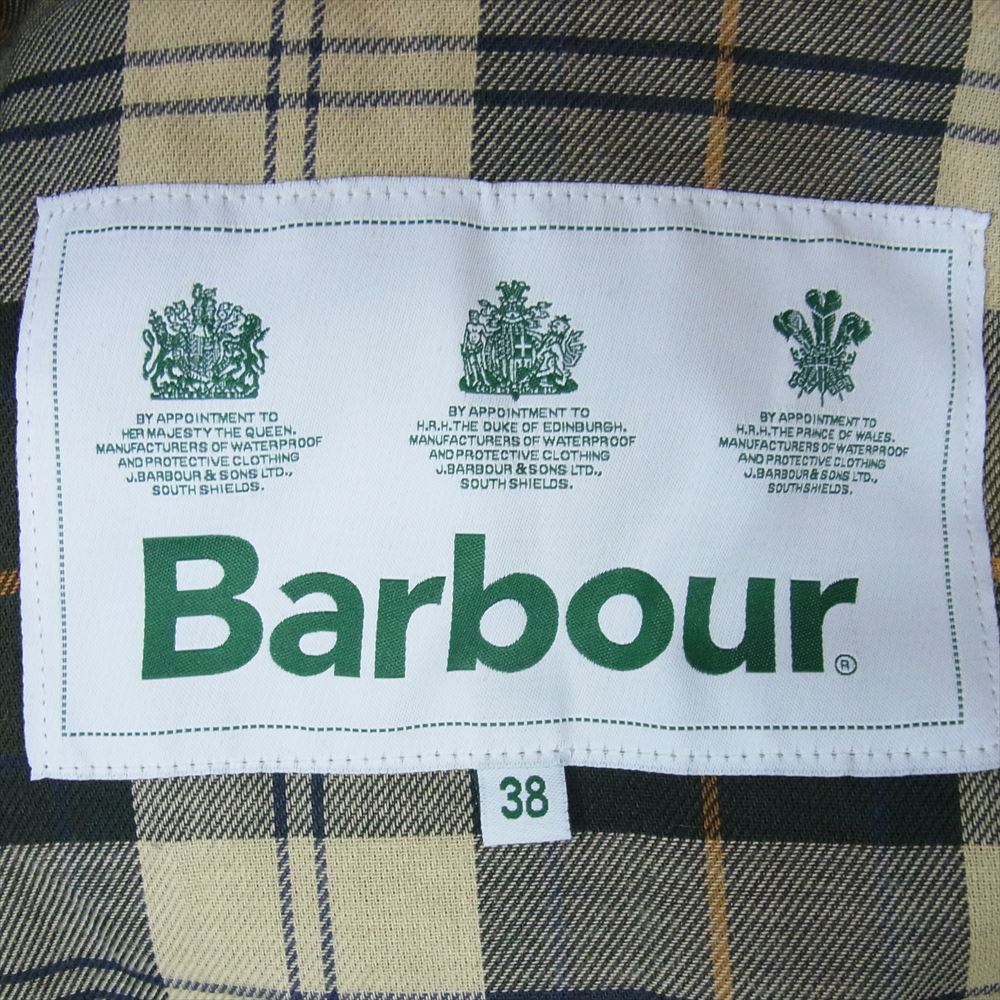 BY APPOINTMENT TO
HER MAJESTY THE QUEEN.
MANUFACTURERS OF WATERPROOF
AND PROTECTIVE CLOTHING
J.BARBOUR & SONS LTD.,
SOUTH SHIELDS.
BY APPOINTMENT TO
H.R.H.THE DUKE OF EDINBURGH.
MANUFACTURERS OF WATERPROOF
AND PROTECTIVE CLOTHING
J.BARBOUR & SONS LTD.,
SOUTH SHIELDS.
BY APPOINTMENT TO
H.R.H.THE PRINCE OF WALES.
MANUFACTURERS OF WATERPROOF
AND PROTECTIVE CLOTHING
J.BARBOUR & SONS LTD.,
SOUTH SHIELDS.
Barbour®
38